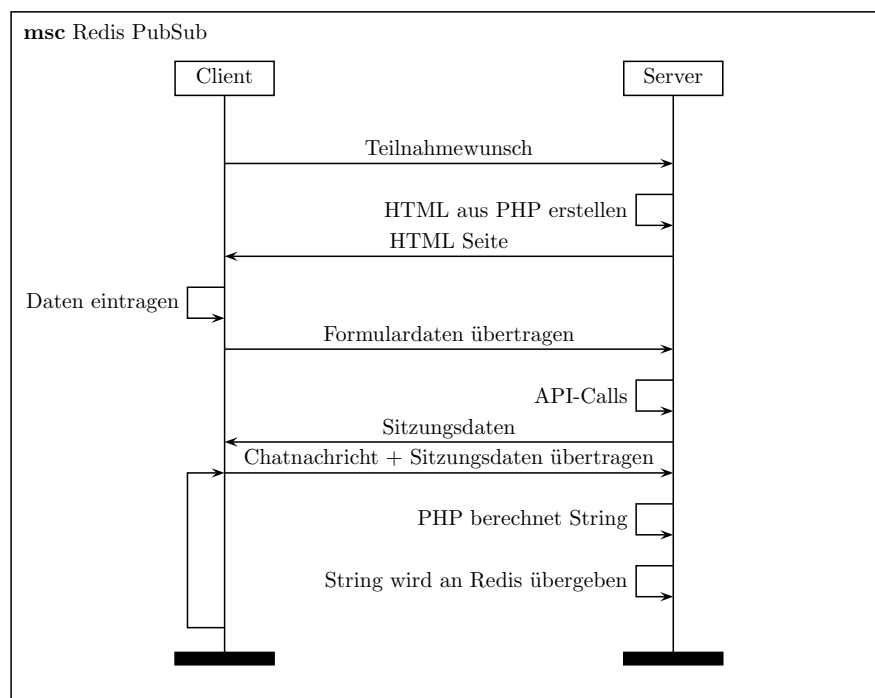 msc Redis PubSub
Client
Server
Teilnahmewunsch
HTML aus PHP erstellen
HTML Seite
Daten eintragen
Formulardaten übertragen
API-Calls
Sitzungsdaten
Chatnachricht + Sitzungsdaten übertragen
PHP berechnet String
String wird an Redis übergeben